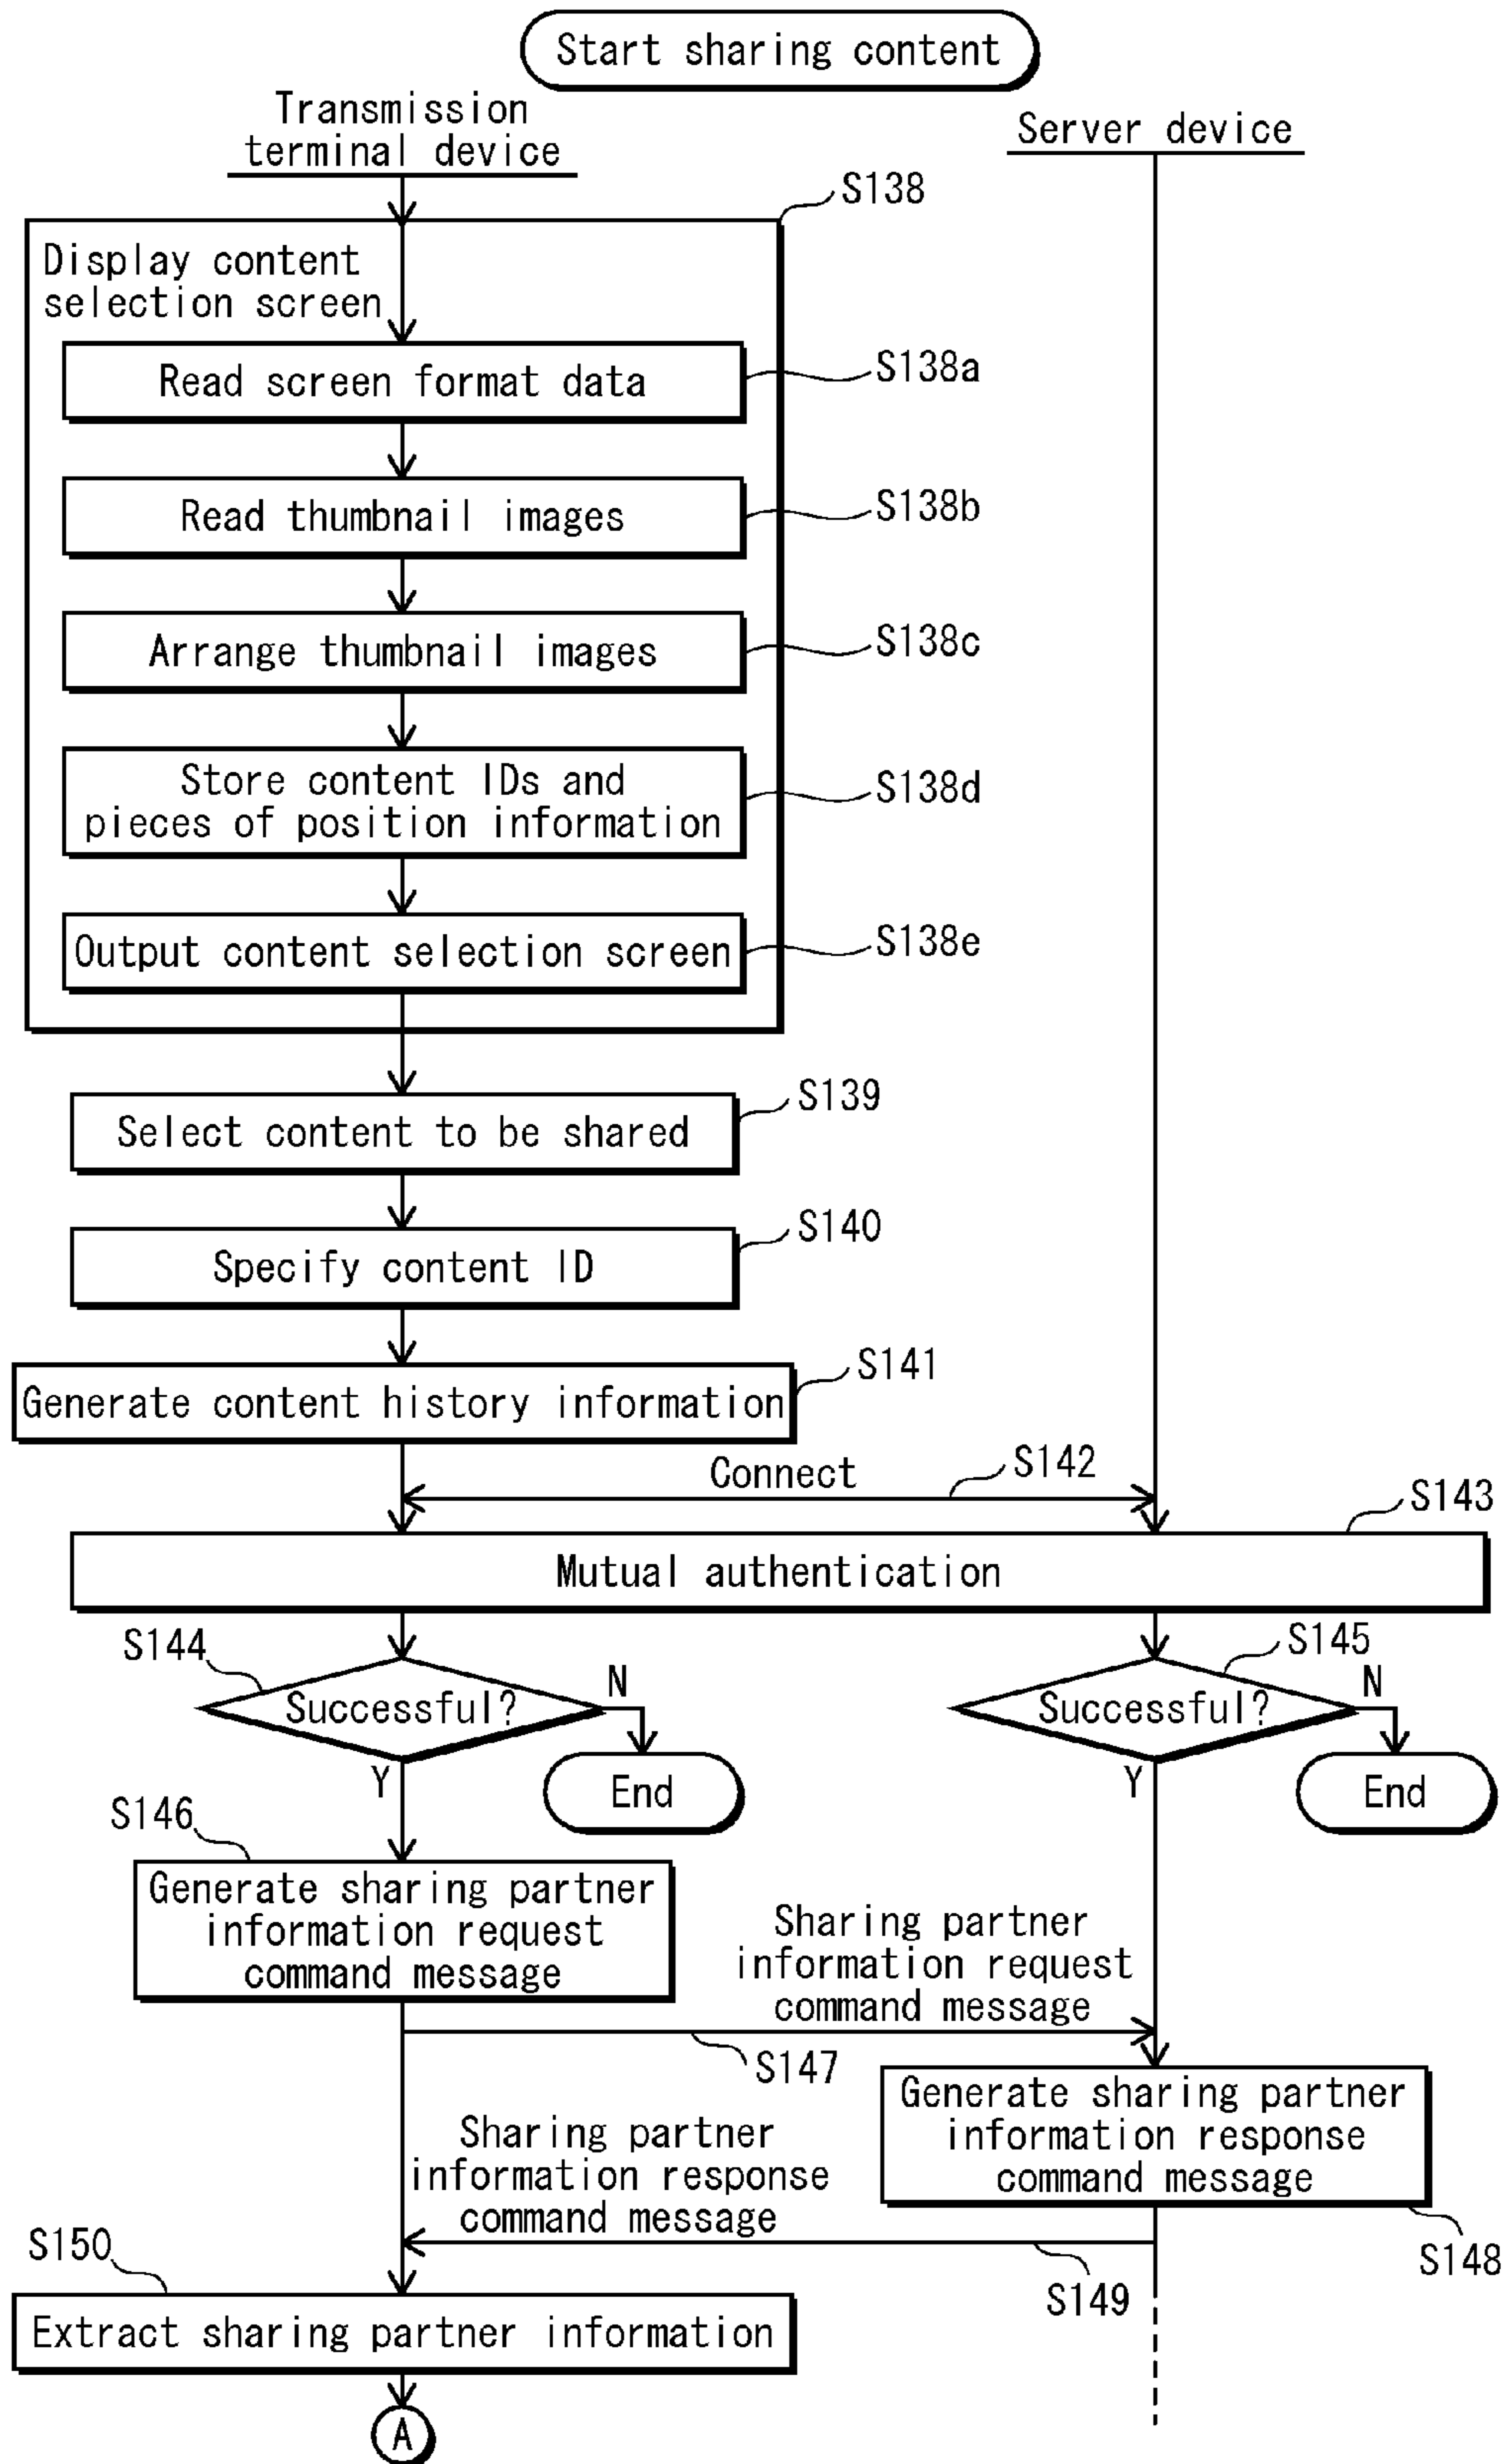 Start sharing content
Transmission
terminal device
Server device
S138
Display content
selection screen
Read screen format data
S138a
Read thumbnail images
S138b
Arrange thumbnail images
S138c
Store content IDs and
pieces of position information
S138d
Output content selection screen
S138e
Select content to be shared
S139
Specify content ID
S140
Generate content history information
S141
Connect
S142
Mutual authentication
S143
S144
Successful?
N
Y
End
S145
Successful?
N
Y
End
S146
Generate sharing partner
information request
command message
Sharing partner
information request
command message
S147
Generate sharing partner
information response
command message
S148
Sharing partner
information response
command message
S149
S150
Extract sharing partner information
A